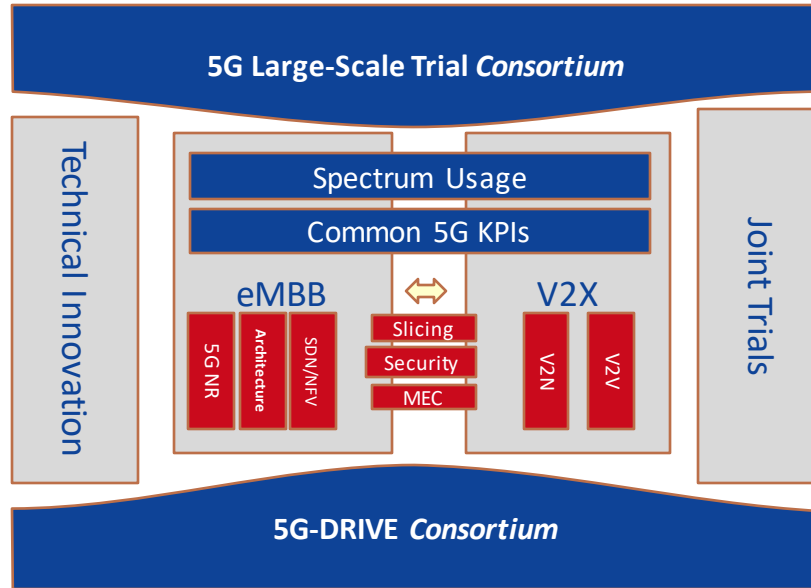 5G Large-Scale Trial Consortium
Technical Innovation
Spectrum Usage
Common 5G KPIs
eMBB
V2X
5G NR
Architecture
SDN/NFV
Slicing
Security
MEC
V2N
V2V
Joint Trials
5G-DRIVE Consortium